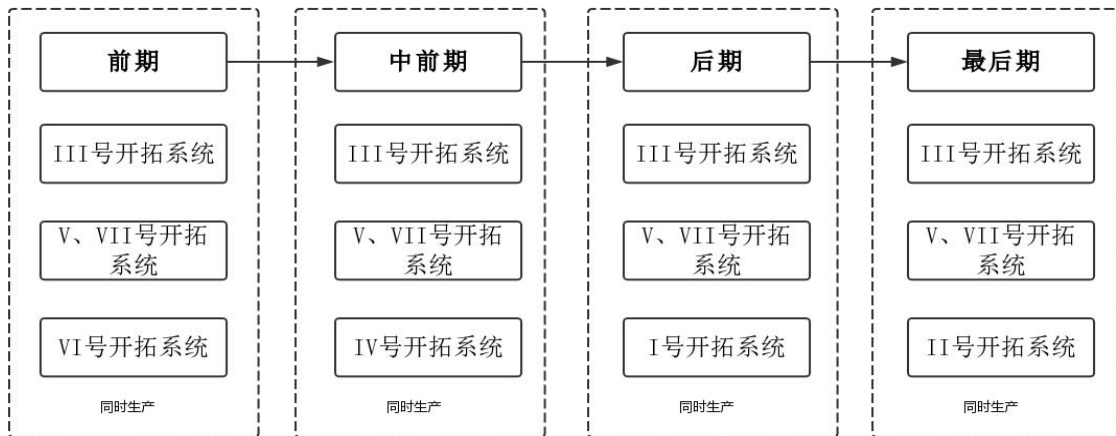 前期
III号开拓系统
V、VII号开拓
系统
VI号开拓系统
同时生产
中前期
III号开拓系统
V、VII号开拓
系统
IV号开拓系统
同时生产
后期
III号开拓系统
V、VII号开拓
系统
I号开拓系统
同时生产
最后期
III号开拓系统
V、VII号开拓
系统
II号开拓系统
同时生产